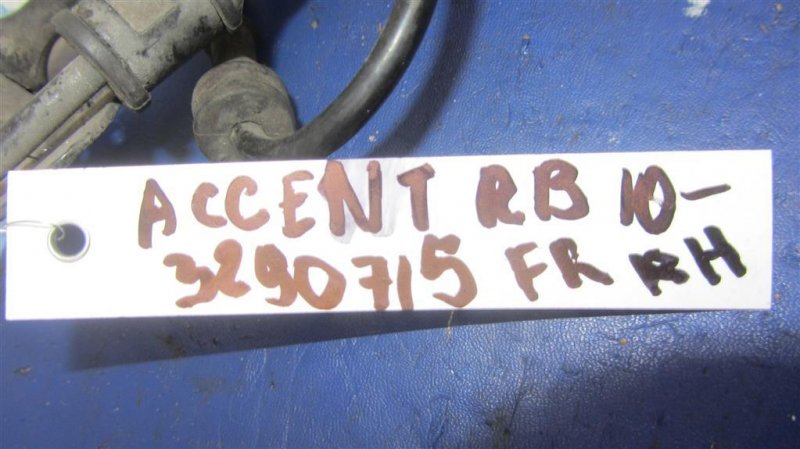 ACCENT RB 10-
3290715 FR RH